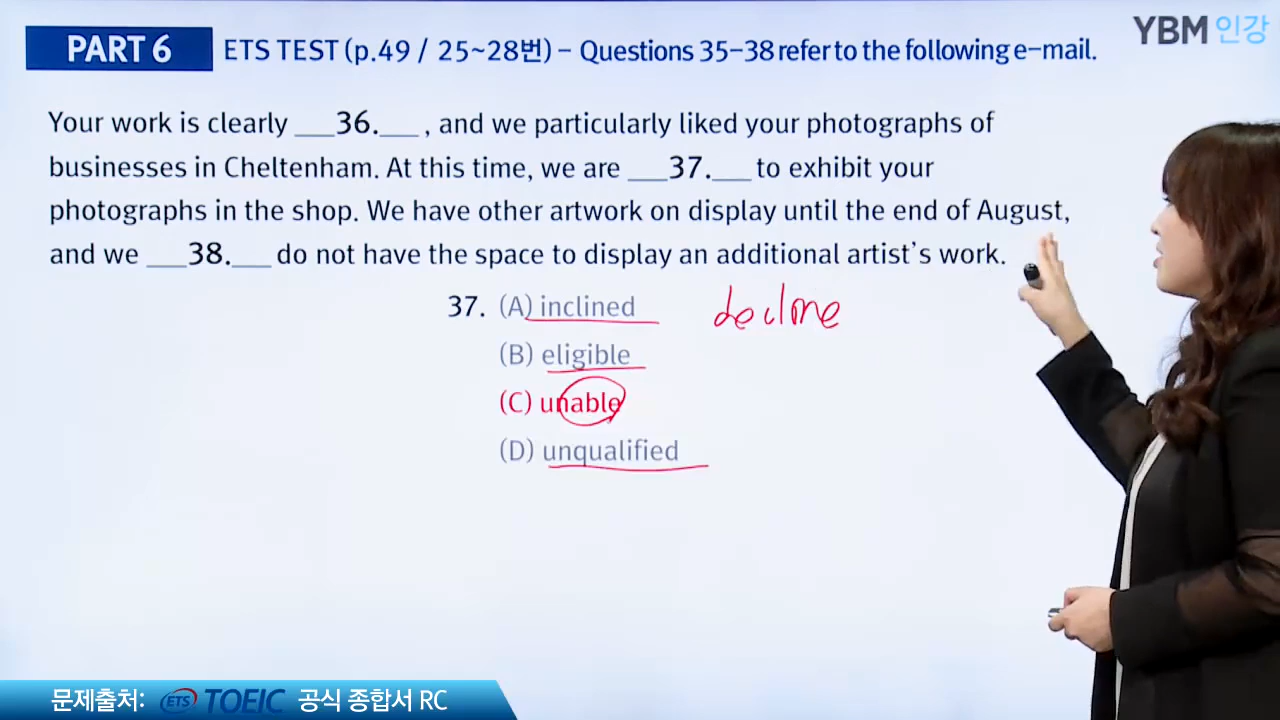 PART 6 ETS TEST (p.49 / 25~28번) – Questions 35–38 refer to the following e-mail.
YBM 인강
Your work is clearly ___36.___ , and we particularly liked your photographs of
businesses in Cheltenham. At this time, we are ___37.___ to exhibit your
photographs in the shop. We have other artwork on display until the end of August,
and we ___38.___ do not have the space to display an additional artist's work.
37. (A) inclined
decline
(B) eligible
(C) unable
(D) unqualified
문제출처: ETS TOEIC 공식 종합서 RC